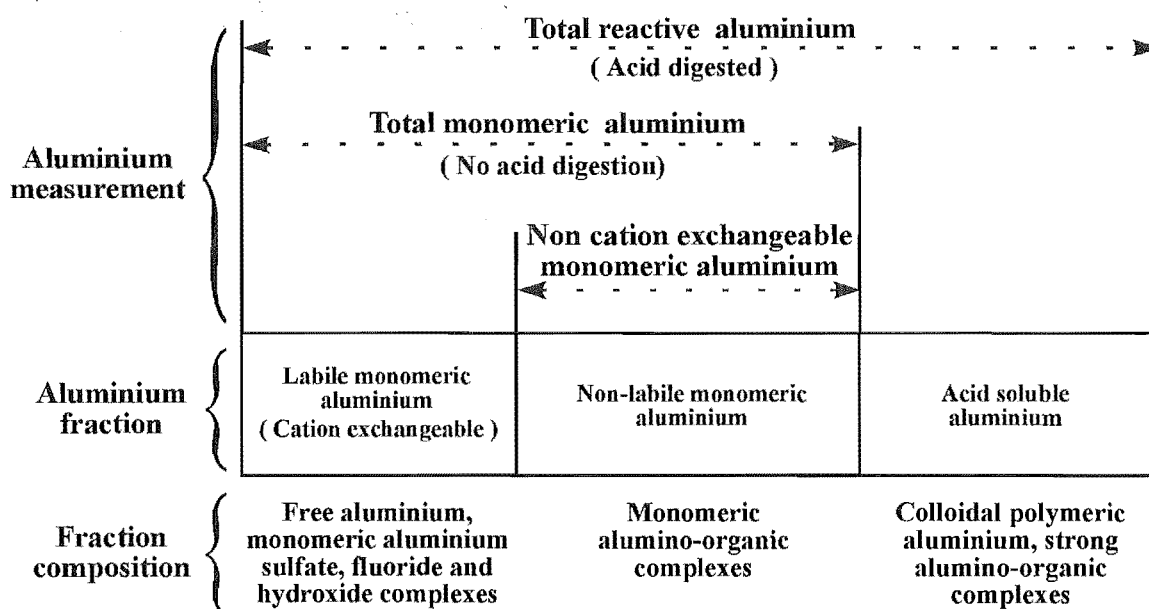 Total reactive aluminium
( Acid digested )
Total monomeric aluminium
( No acid digestion)
Aluminium
measurement
Non cation exchangeable
monomeric aluminium
Aluminium
fraction
Labile monomeric
aluminium
( Cation exchangeable )
Non-labile monomeric
aluminium
Acid soluble
aluminium
Fraction
composition
Free aluminium,
monomeric aluminium
sulfate, fluoride and
hydroxide complexes
Monomeric
alumino-organic
complexes
Colloidal polymeric
aluminium, strong
alumino-organic
complexes